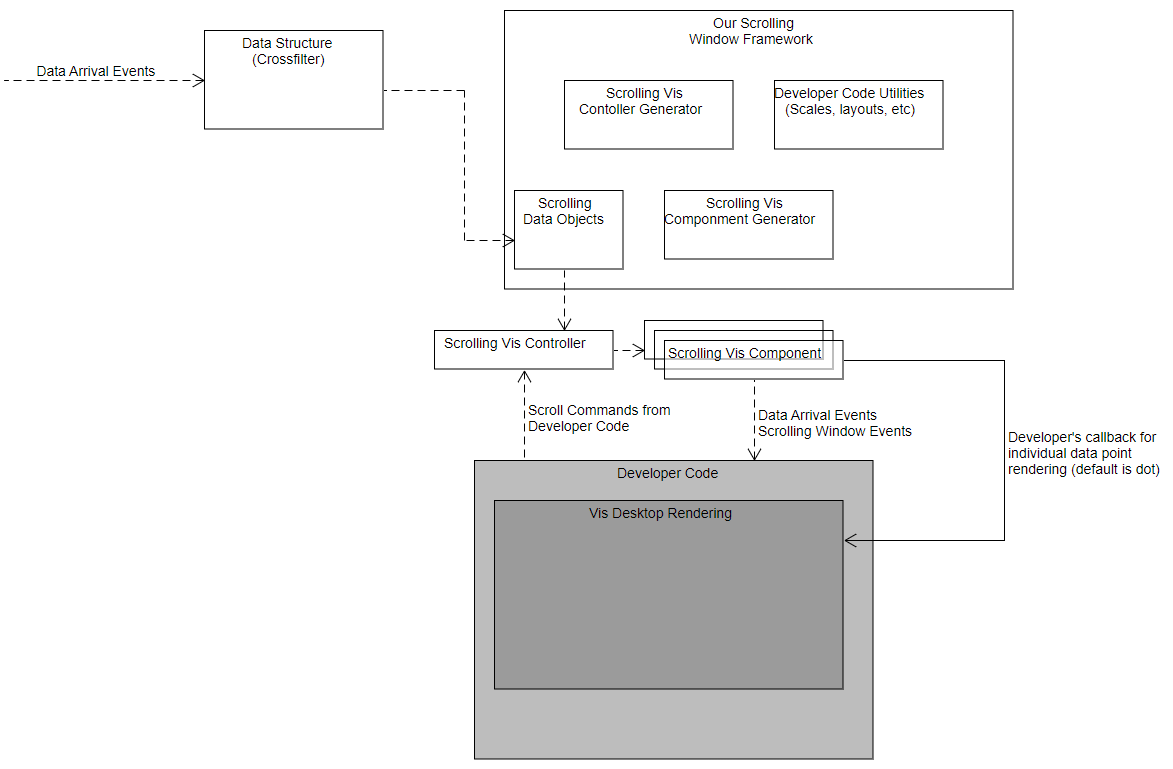 Our Scrolling
Window Framework
Data Structure
(Crossfilter)
Data Arrival Events
Scrolling Vis
Contoller Generator
Developer Code Utilities
(Scales, layouts, etc)
Scrolling
Data Objects
Scrolling Vis
Componment Generator
Scrolling Vis Controller
Scrolling Vis Component
Scroll Commands from
Developer Code
Data Arrival Events
Scrolling Window Events
Developer's callback for
individual data point
rendering (default is dot)
Developer Code
Vis Desktop Rendering